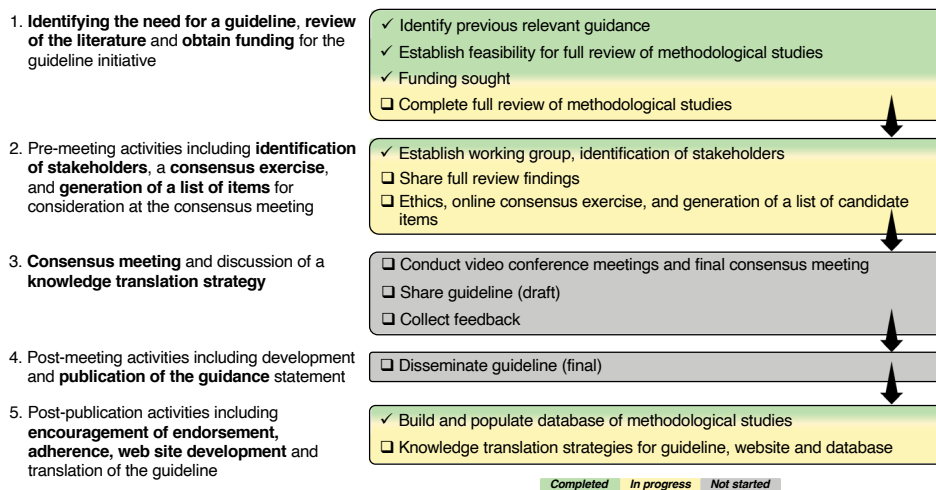 1. Identifying the need for a guideline, review
of the literature and obtain funding for the
guideline initiative
✓ Identify previous relevant guidance
✓ Establish feasibility for full review of methodological studies
✓ Funding sought
❑ Complete full review of methodological studies
2. Pre-meeting activities including identification
of stakeholders, a consensus exercise,
and generation of a list of items for
consideration at the consensus meeting
✓ Establish working group, identification of stakeholders
❑ Share full review findings
❑ Ethics, online consensus exercise, and generation of a list of candidate
items
3. Consensus meeting and discussion of a
knowledge translation strategy
❑ Conduct video conference meetings and final consensus meeting
❑ Share guideline (draft)
❑ Collect feedback
4. Post-meeting activities including development
and publication of the guidance statement
❑ Disseminate guideline (final)
5. Post-publication activities including
encouragement of endorsement,
adherence, web site development and
translation of the guideline
✓ Build and populate database of methodological studies
❑ Knowledge translation strategies for guideline, website and database
Completed In progress Not started